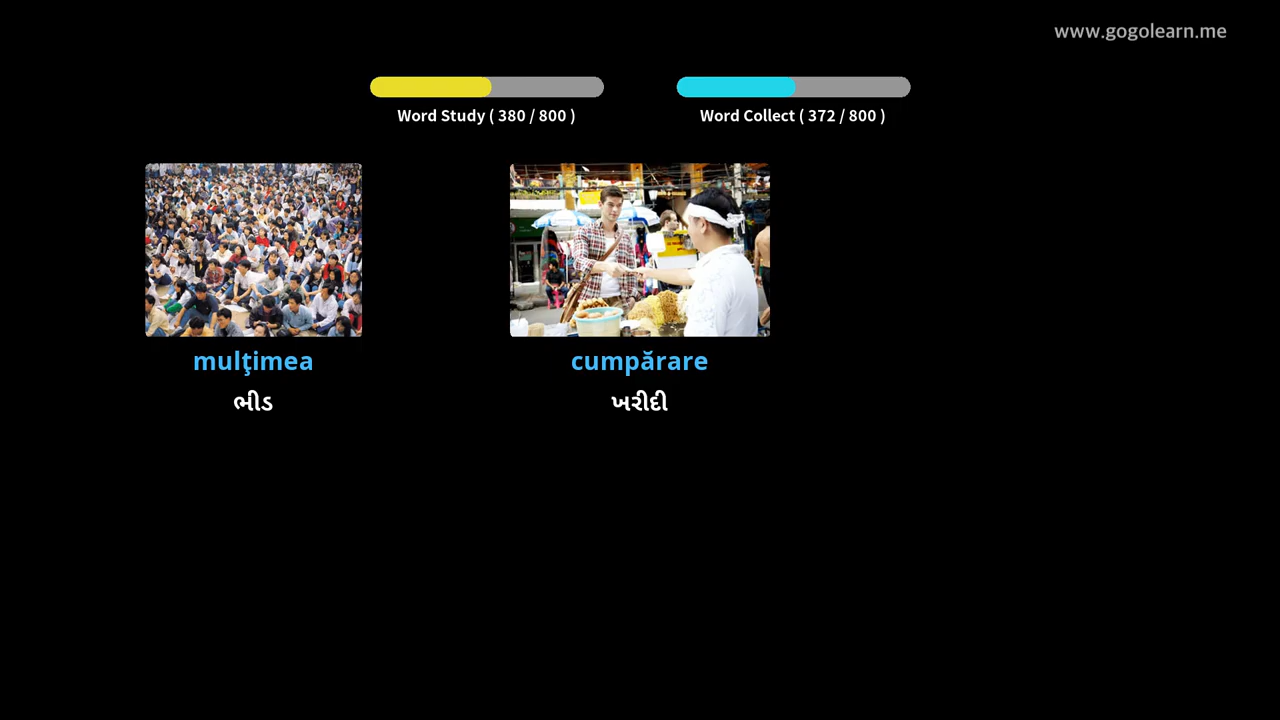 www.gogolearn.me
Word Study ( 380 / 800 )
Word Collect ( 372 / 800 )
mulţimea
cumpărare
ભીડ
ખરીદી